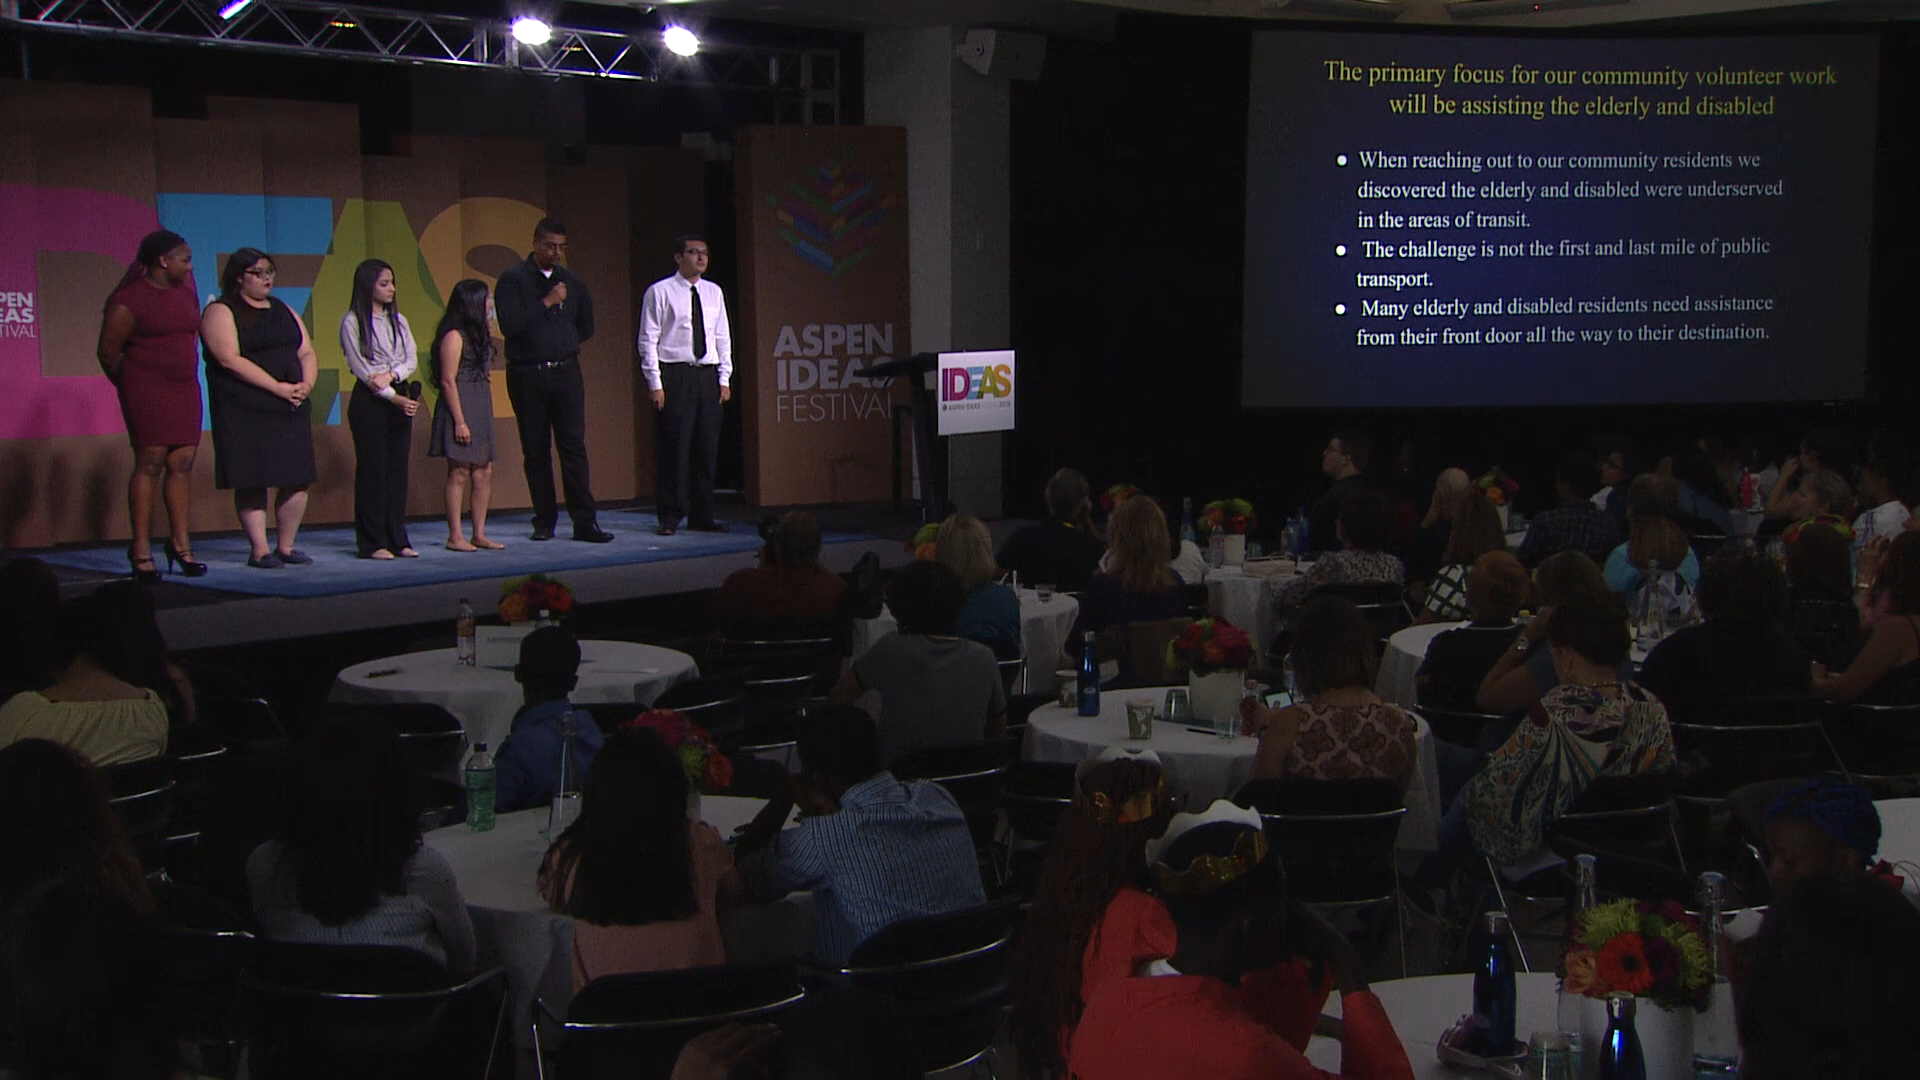 The primary focus for our community volunteer work
will be assisting the elderly and disabled
● When reaching out to our community residents we
discovered the elderly and disabled were underserved
in the areas of transit.
● The challenge is not the first and last mile of public
transport.
● Many elderly and disabled residents need assistance
from their front door all the way to their destination.
IDEAS
PEN
EAS
TIVAL
ASPEN
IDEAS
FESTIVAL
IDEAS
ASPEN IDEAS